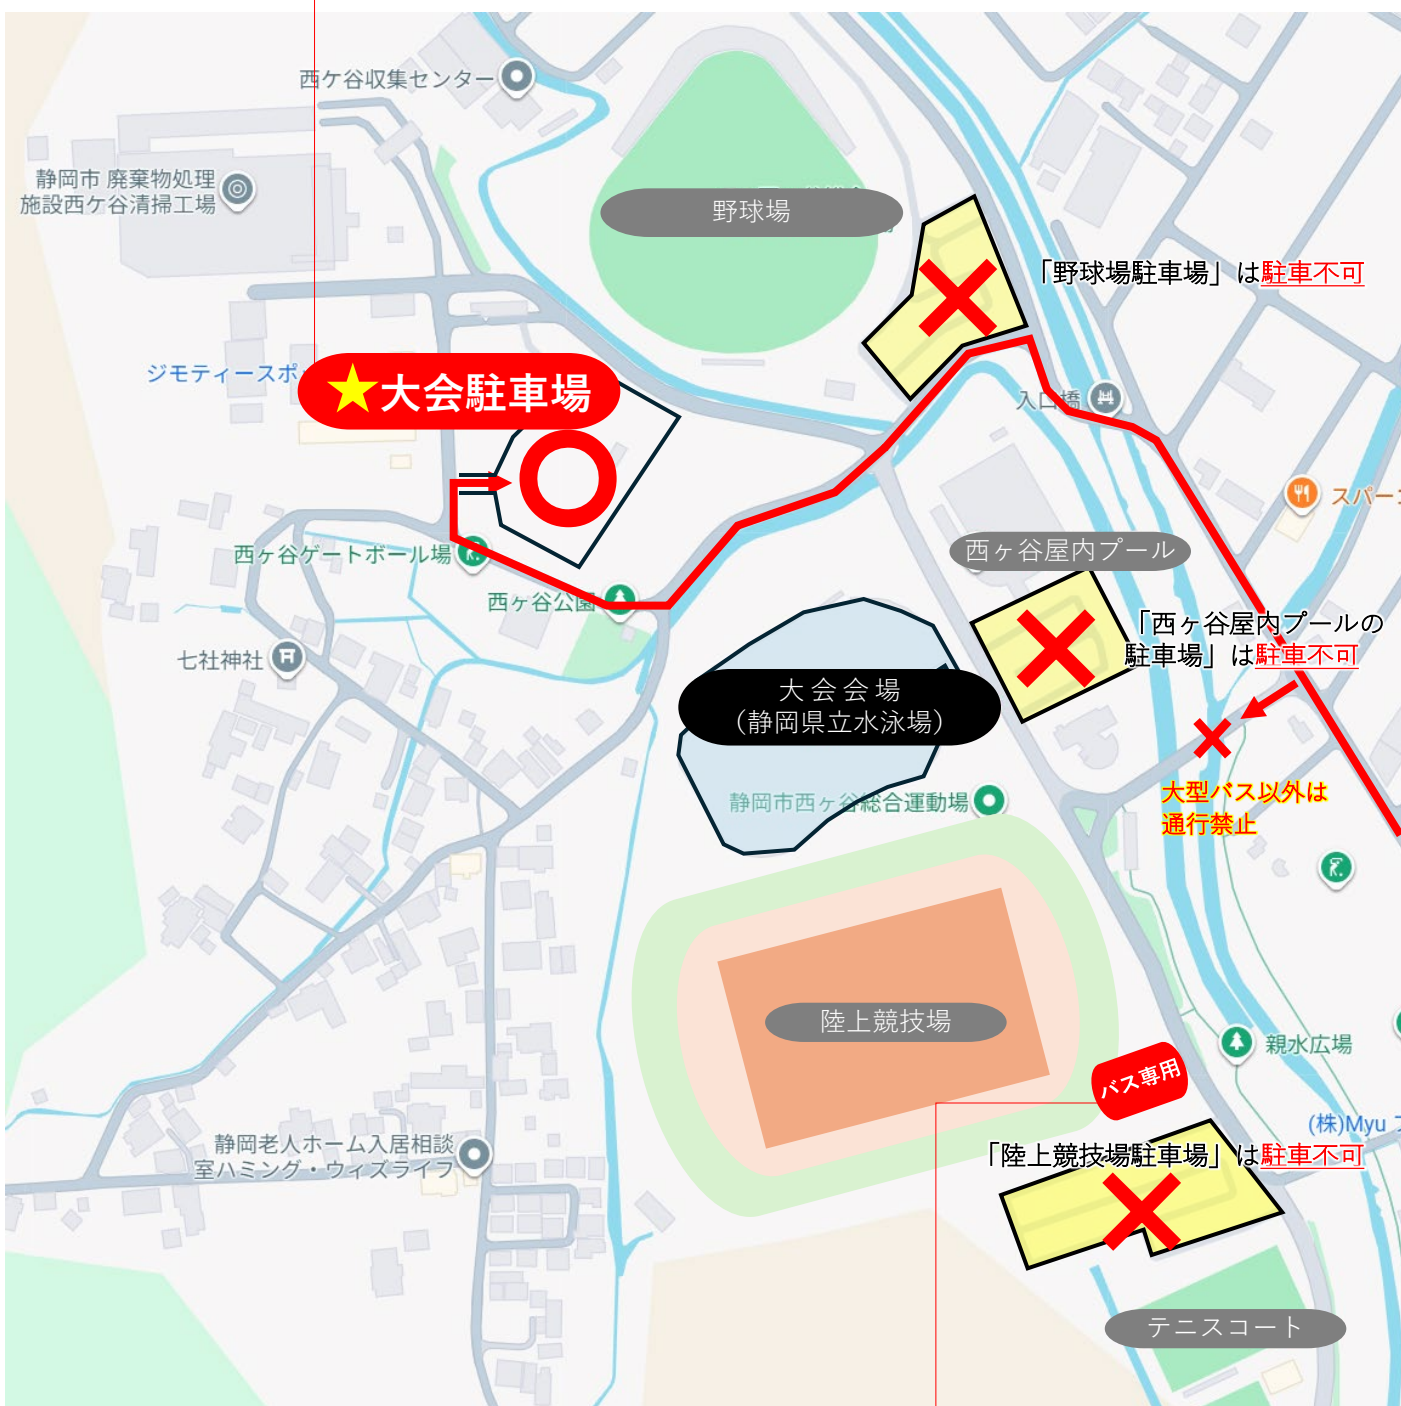 西ケ谷収集センター
静岡市 廃棄物処理
施設西ケ谷清掃工場
野球場
「野球場駐車場」は駐車不可
ジモティースポ
★大会駐車場
入口橋
スパー
西ヶ谷ゲートボール場
西ヶ谷屋内プール
西ヶ谷公園
「西ヶ谷屋内プールの
駐車場」は駐車不可
七社神社
大会会場
（静岡県立水泳場）
静岡市西ヶ谷総合運動場
大型バス以外は
通行禁止
陸上競技場
親水広場
バス専用
(株)Myu
静岡老人ホーム入居相談
室ハミング・ウィズライフ
「陸上競技場駐車場」は駐車不可
テニスコート